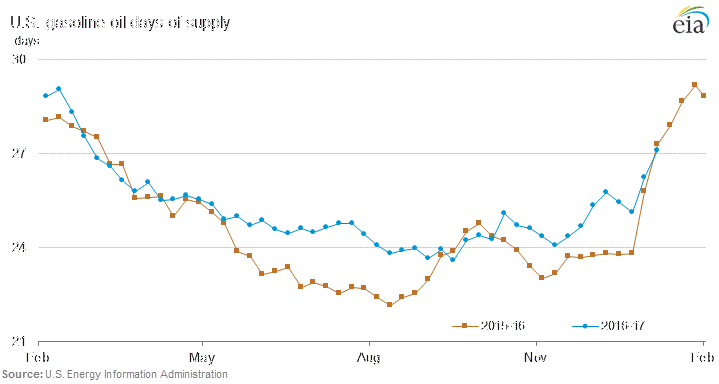 U.S. gasoline oil days of supply
days
eia
30
27
24
21
2015-16
2016-17
Feb
May
Aug
Nov
Feb
Source: U.S. Energy Information Administration